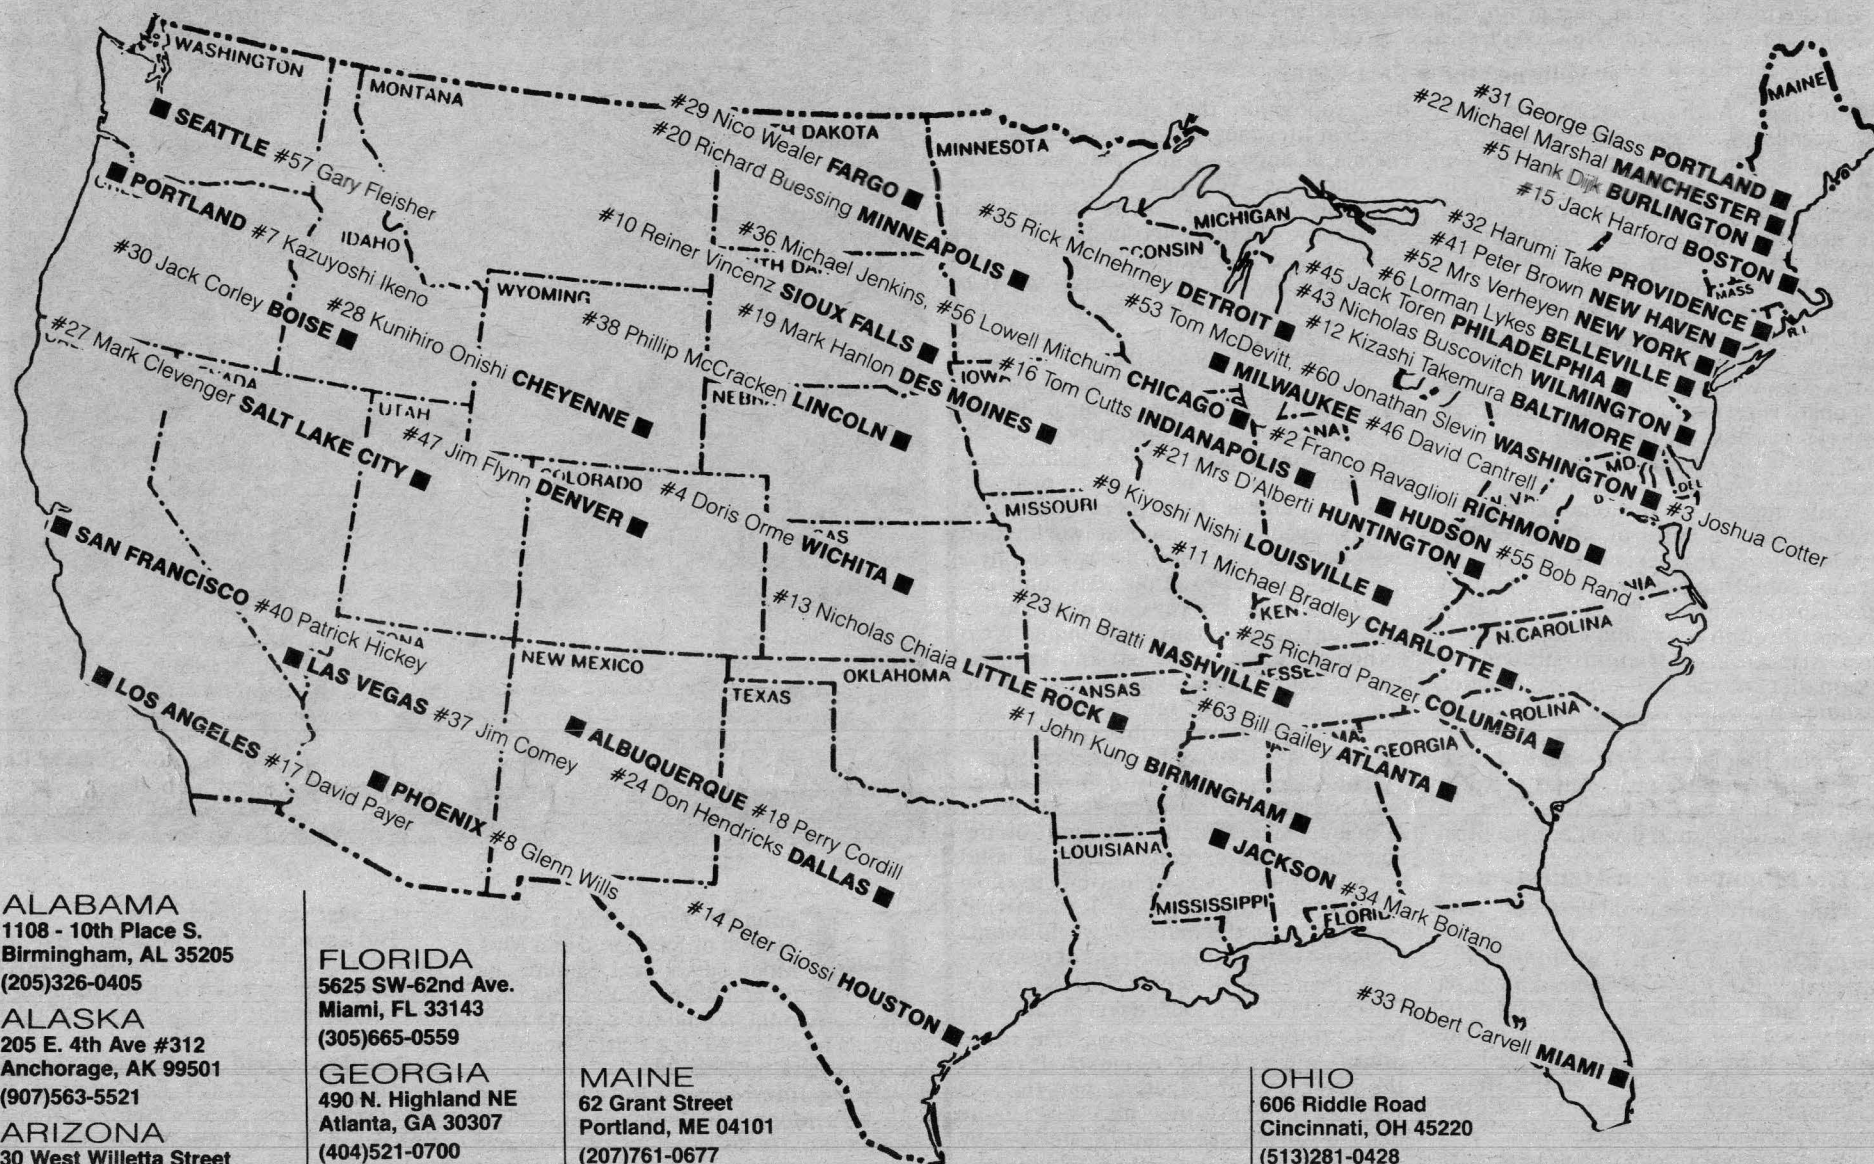 WASHINGTON
MONTANA
MAINE
#31 George Glass PORTLAND
#22 Michael Marshal MANCHESTER
#5 Hank Dijk BURLINGTON
#15 Jack Harford BOSTON
#29 Nico Wealer FARGO
H DAKOTA
MINNESOTA
#20 Richard Buessing MINNEAPOLIS
SEATTLE #57 Gary Fleisher
PORTLAND #7 Kazuyoshi Ikeno
IDAHO
#10 Reiner Vincenz SIOUX FALLS
#36 Michael Jenkins, #56 Lowell Mitchum CHICAGO
#35 Rick McInehrney DETROIT
MICHIGAN
CONSIN
#32 Harumi Take PROVIDENCE
#41 Peter Brown NEW HAVEN
#52 Mrs Verheyen NEW YORK
#6 Lorman Lykes BELLEVILLE
#45 Jack Toren PHILADELPHIA
#43 Nicholas Buscovitch WILMINGTON
#12 Kizashi Takemura BALTIMORE
MASS
R.I.
#30 Jack Corley BOISE
WYOMING
#28 Kunihiro Onishi CHEYENNE
#38 Phillip McCracken LINCOLN
#19 Mark Hanlon DES MOINES
#53 Tom McDevitt, #60 Jonathan Slevin WASHINGTON
MILWAUKEE #46 David Cantrell
#27 Mark Clevenger SALT LAKE CITY
UTAH
IOWA
#16 Tom Cutts INDIANAPOLIS
#2 Franco Ravaglioli RICHMOND
MD.
DEL
#3 Joshua Cotter
#47 Jim Flynn DENVER
COLORADO
#4 Doris Orme WICHITA
MISSOURI
#21 Mrs D'Alberti HUNTINGTON
#9 Kiyoshi Nishi LOUISVILLE
HUDSON #55 Bob Rand
#11 Michael Bradley CHARLOTTE
N.CAROLINA
SAN FRANCISCO #40 Patrick Hickey
NEW MEXICO
#13 Nicholas Chiaia LITTLE ROCK
#23 Kim Bratti NASHVILLE
#25 Richard Panzer COLUMBIA
OKLAHOMA
TEXAS
ANSAS
ROLINA
LAS VEGAS #37 Jim Comey
LOS ANGELES #17 David Payer
#1 John Kung BIRMINGHAM
#63 Bill Gailey ATLANTA
GEORGIA
ALBUQUERQUE #18 Perry Cordill
#24 Don Hendricks DALLAS
PHOENIX #8 Glenn Wills
LOUISIANA
MISSISSIPPI
JACKSON #34 Mark Boitano
#14 Peter Giossi HOUSTON
#33 Robert Carvell MIAMI
ALABAMA
1108 - 10th Place S.
Birmingham, AL 35205
(205)326-0405
ALASKA
205 E. 4th Ave #312
Anchorage, AK 99501
(907)563-5521
ARIZONA
30 West Willetta Street
FLORIDA
5625 SW-62nd Ave.
Miami, FL 33143
(305)665-0559
GEORGIA
490 N. Highland NE
Atlanta, GA 30307
(404)521-0700
MAINE
62 Grant Street
Portland, ME 04101
(207)761-0677
OHIO
606 Riddle Road
Cincinnati, OH 45220
(513)281-0428